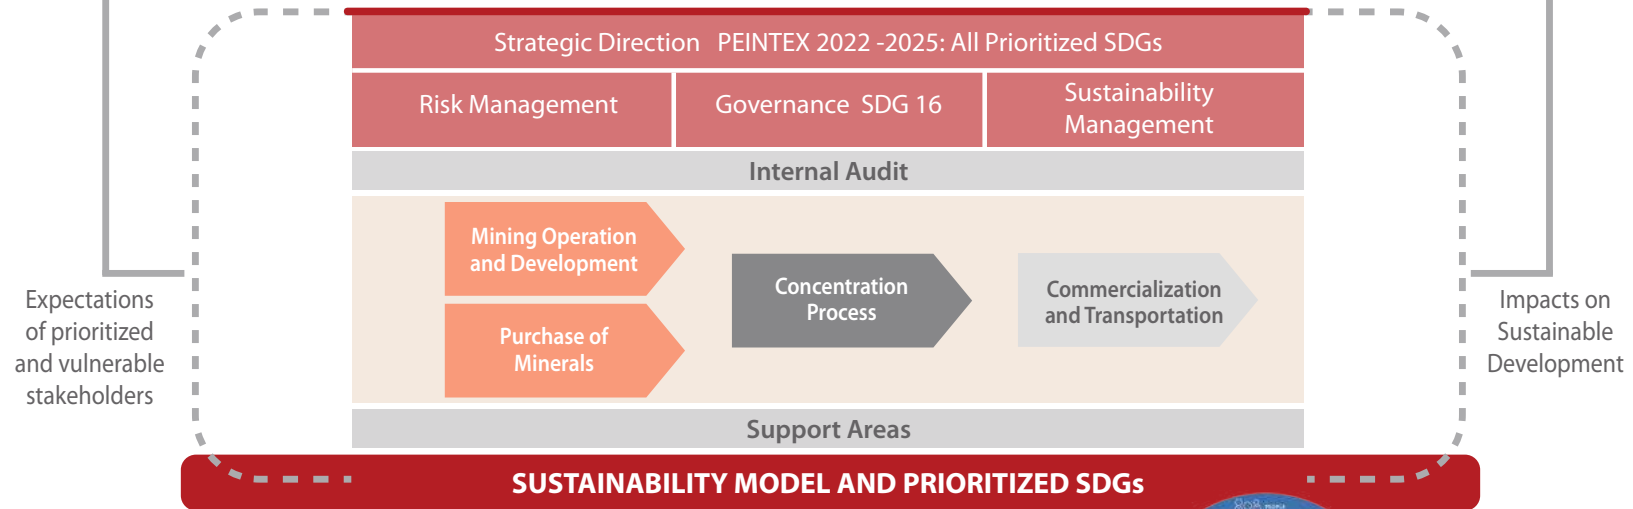 Strategic Direction PEINTEX 2022 -2025: All Prioritized SDGs
Risk Management
Governance SDG 16
Sustainability
Management
Internal Audit
Mining Operation
and Development
Purchase of
Minerals
Concentration
Process
Commercialization
and Transportation
Support Areas
Expectations
of prioritized
and vulnerable
stakeholders
Impacts on
Sustainable
Development
SUSTAINABILITY MODEL AND PRIORITIZED SDGs